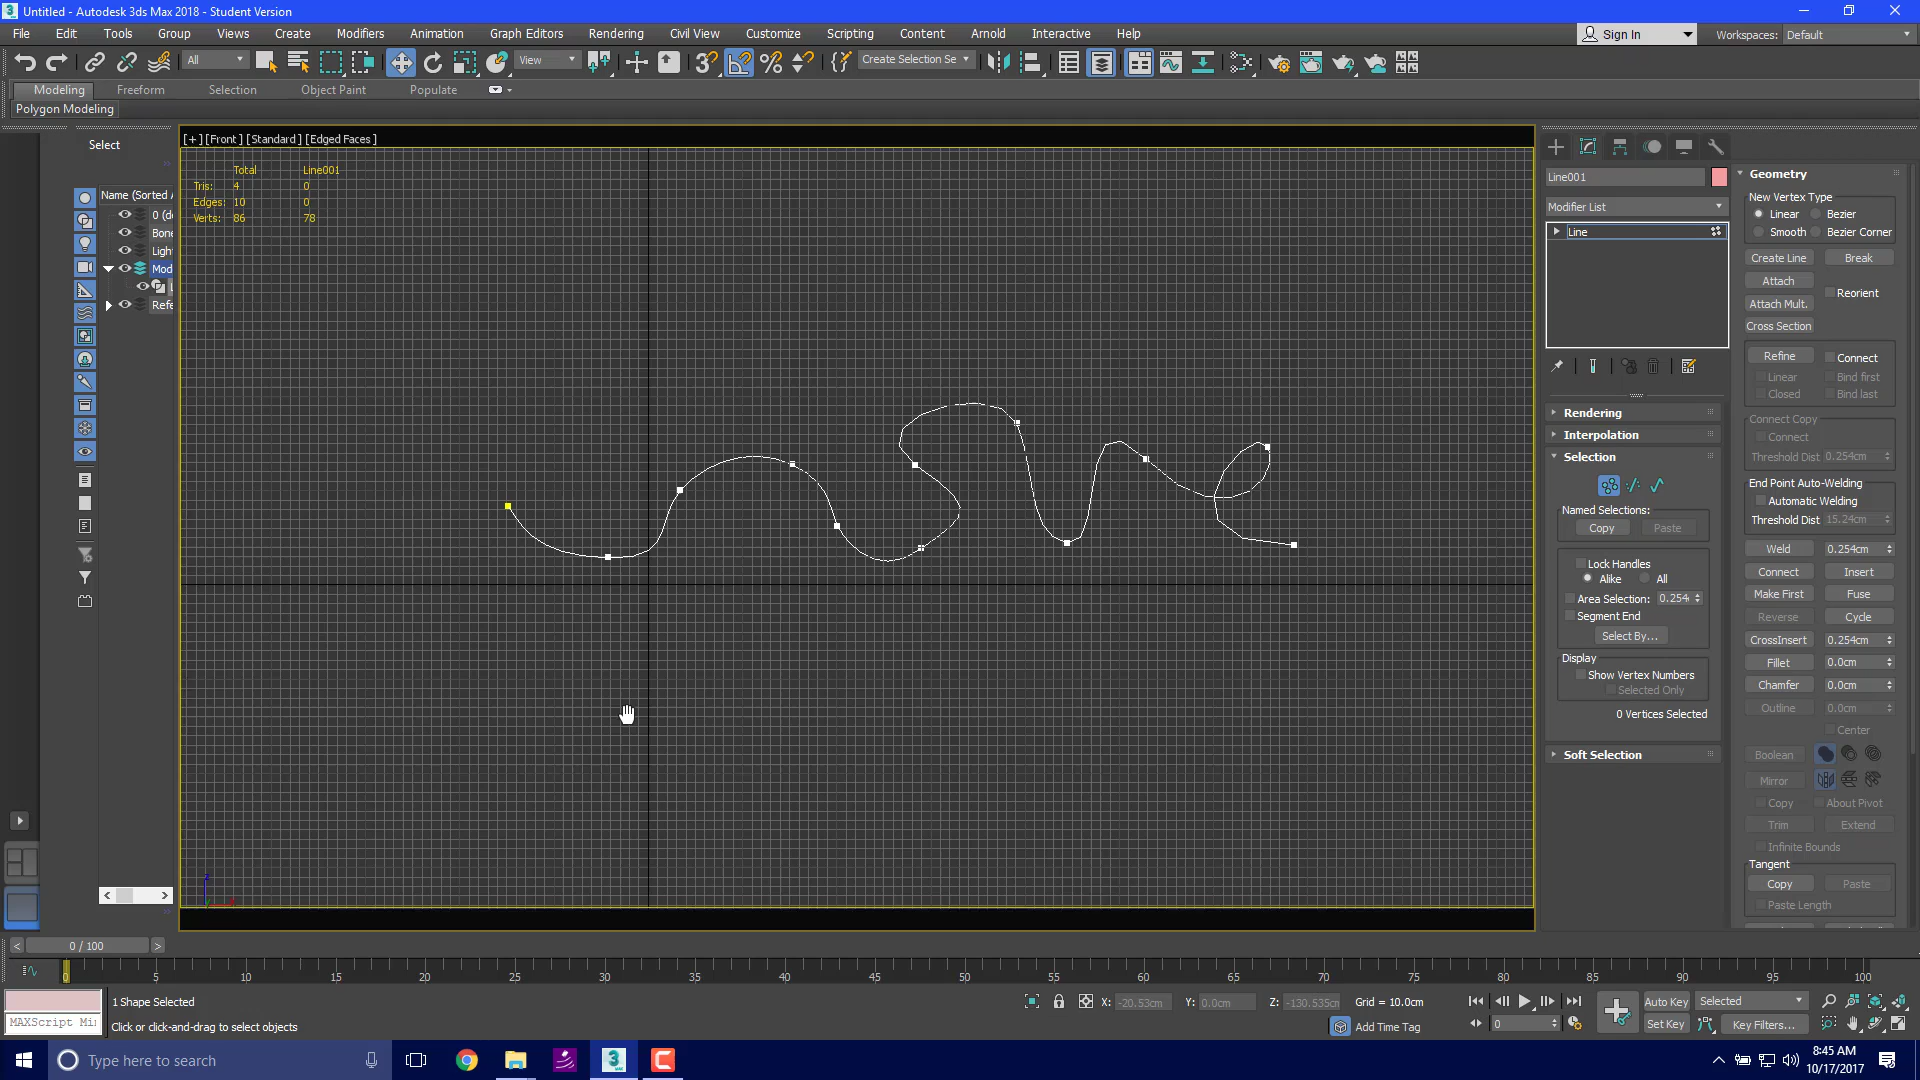 Untitled - Autodesk 3ds Max 2018 - Student Version
File Edit Tools Group Views Create Modifiers Animation Graph Editors Rendering Civil View Customize Scripting Content Arnold Interactive Help
Sign In
Workspaces: Default
All
View
Create Selection Se
Modeling Freeform Selection Object Paint Populate
Polygon Modeling
Select
Name (Sorted A
0 (de
Bone
Light
Mod
L
Refe
[+] [Front] [Standard] [Edged Faces]
Total Line001
Tris: 4 0
Edges: 10 0
Verts: 86 78
Line001
Modifier List
Line
Rendering
Interpolation
Selection
Named Selections:
Copy Paste
Lock Handles
Alike All
Area Selection: 0.254
Segment End
Select By...
Display
Show Vertex Numbers
Selected Only
0 Vertices Selected
Soft Selection
Geometry
New Vertex Type
Linear Bezier
Smooth Bezier Corner
Create Line Break
Attach
Reorient
Attach Mult.
Cross Section
Refine Connect
Linear Bind first
Closed Bind last
Connect Copy
Connect
Threshold Dist 0.254cm
End Point Auto-Welding
Automatic Welding
Threshold Dist 15.24cm
Weld 0.254cm
Connect Insert
Make First Fuse
Reverse Cycle
CrossInsert 0.254cm
Fillet 0.0cm
Chamfer 0.0cm
Outline 0.0cm
Center
Boolean
Mirror
Copy About Pivot
Trim Extend
Infinite Bounds
Tangent
Copy Paste
Paste Length
z
< 0 / 100 >
0 5 10 15 20 25 30 35 40 45 50 55 60 65 70 75 80 85 90 95 100
1 Shape Selected
MAXScript Mi
Click or click-and-drag to select objects
X: -20.53cm Y: 0.0cm Z: -130.535cm Grid = 10.0cm
Add Time Tag
0
Auto Key Selected
Set Key Key Filters...
Type here to search
8:45 AM
10/17/2017